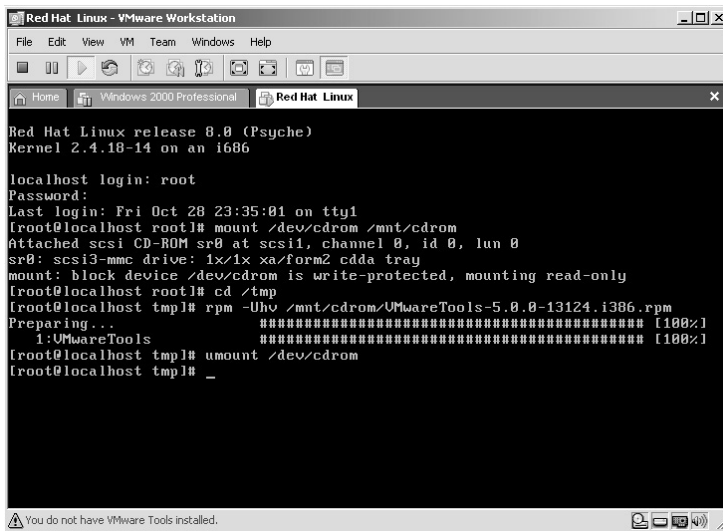 Red Hat Linux - VMware Workstation
File Edit View VM Team Windows Help
Home Windows 2000 Professional Red Hat Linux
Red Hat Linux release 8.0 (Psyche)
Kernel 2.4.18-14 on an i686
localhost login: root
Password:
Last login: Fri Oct 28 23:35:01 on tty1
[root@localhost root]# mount /dev/cdrom /mnt/cdrom
Attached scsi CD-ROM sr0 at scsi1, channel 0, id 0, lun 0
sr0: scsi3-mmc drive: 1x/1x xa/form2 cdda tray
mount: block device /dev/cdrom is write-protected, mounting read-only
[root@localhost root]# cd /tmp
[root@localhost tmp]# rpm -Uhv /mnt/cdrom/VMwareTools-5.0.0-13124.i386.rpm
Preparing... ########################################### [100%]
1:VMwareTools ########################################### [100%]
[root@localhost tmp]# umount /dev/cdrom
[root@localhost tmp]# _
You do not have VMware Tools installed.